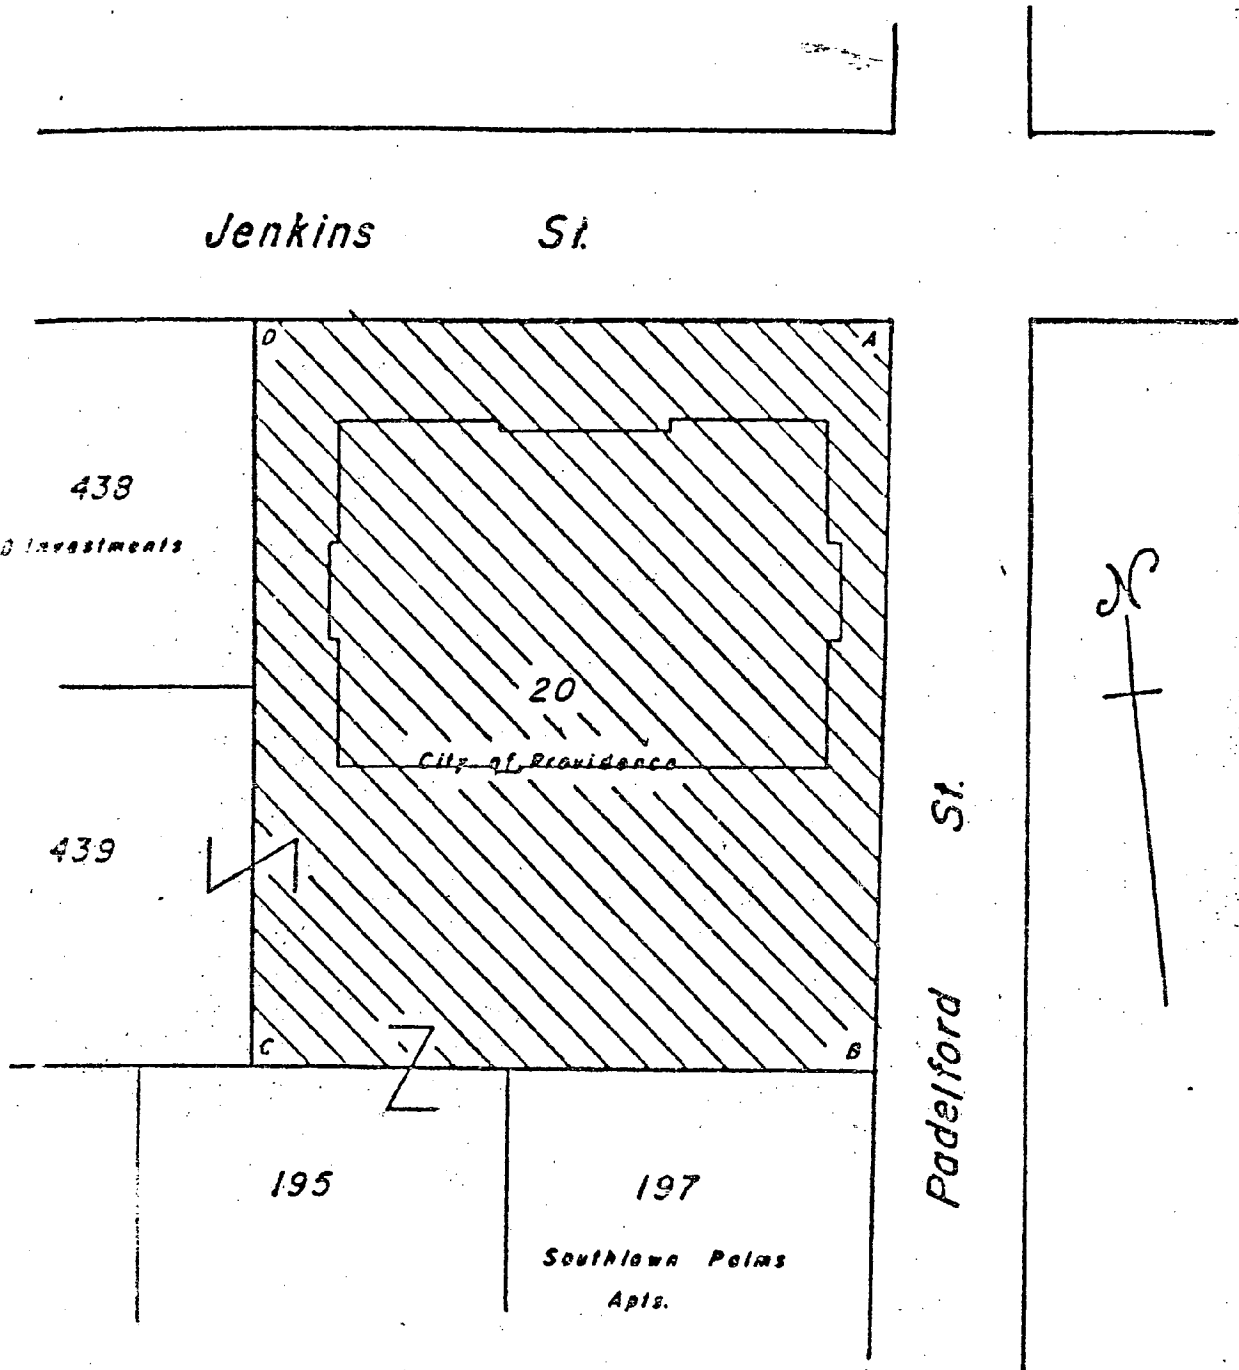 Jenkins St.
D
A
438
D Investments
N
20
City of Providence
St.
439
C
B
Padelford
195
197
Southlawn Palms
Apts.